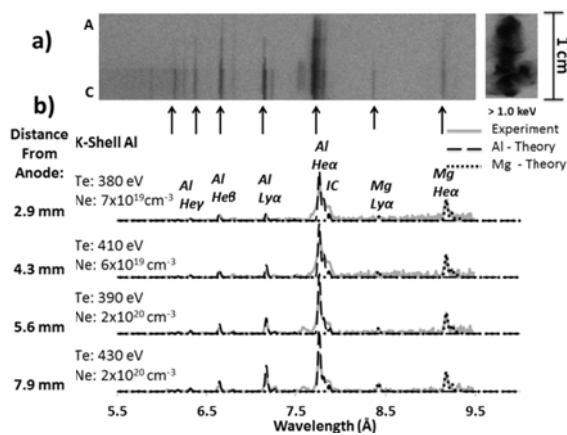 a)
A
C
1 cm
> 1.0 keV
b)
Distance
From
Anode:
K-Shell Al
Experiment
Al - Theory
Mg - Theory
Al
Heγ
Al
Heβ
Al
Lyα
Al
Heα
IC
Mg
Lyα
Mg
Heα
2.9 mm
Te: 380 eV
Ne: 7x10¹⁹cm⁻³
4.3 mm
Te: 410 eV
Ne: 6x10¹⁹cm⁻³
5.6 mm
Te: 390 eV
Ne: 2x10²⁰ cm⁻³
7.9 mm
Te: 430 eV
Ne: 2x10²⁰ cm⁻³
5.5 6.5 7.5 8.5 9.5
Wavelength (Å)